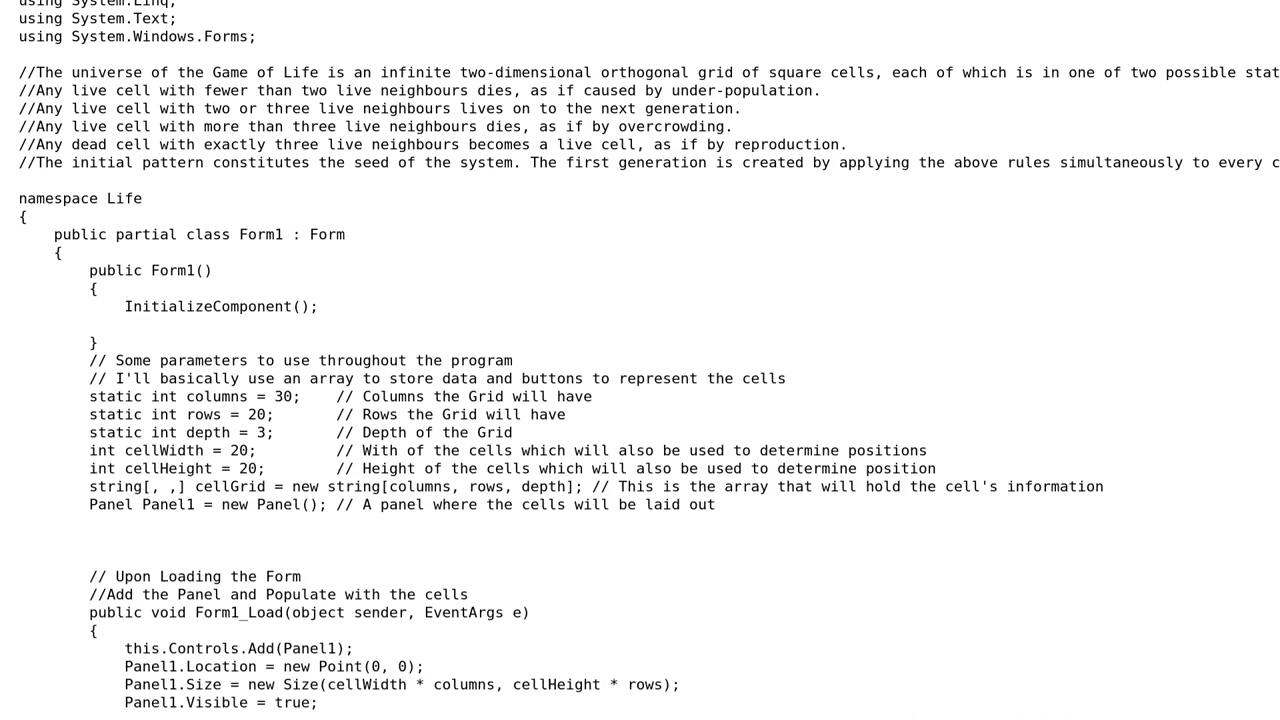 using System.Linq;
using System.Text;
using System.Windows.Forms;

//The universe of the Game of Life is an infinite two-dimensional orthogonal grid of square cells, each of which is in one of two possible stat
//Any live cell with fewer than two live neighbours dies, as if caused by under-population.
//Any live cell with two or three live neighbours lives on to the next generation.
//Any live cell with more than three live neighbours dies, as if by overcrowding.
//Any dead cell with exactly three live neighbours becomes a live cell, as if by reproduction.
//The initial pattern constitutes the seed of the system. The first generation is created by applying the above rules simultaneously to every c

namespace Life
{
    public partial class Form1 : Form
    {
        public Form1()
        {
            InitializeComponent();

        }
        // Some parameters to use throughout the program
        // I'll basically use an array to store data and buttons to represent the cells
        static int columns = 30;    // Columns the Grid will have
        static int rows = 20;       // Rows the Grid will have
        static int depth = 3;       // Depth of the Grid
        int cellWidth = 20;         // With of the cells which will also be used to determine positions
        int cellHeight = 20;        // Height of the cells which will also be used to determine position
        string[, ,] cellGrid = new string[columns, rows, depth]; // This is the array that will hold the cell's information
        Panel Panel1 = new Panel(); // A panel where the cells will be laid out



        // Upon Loading the Form
        //Add the Panel and Populate with the cells
        public void Form1_Load(object sender, EventArgs e)
        {
            this.Controls.Add(Panel1);
            Panel1.Location = new Point(0, 0);
            Panel1.Size = new Size(cellWidth * columns, cellHeight * rows);
            Panel1.Visible = true;